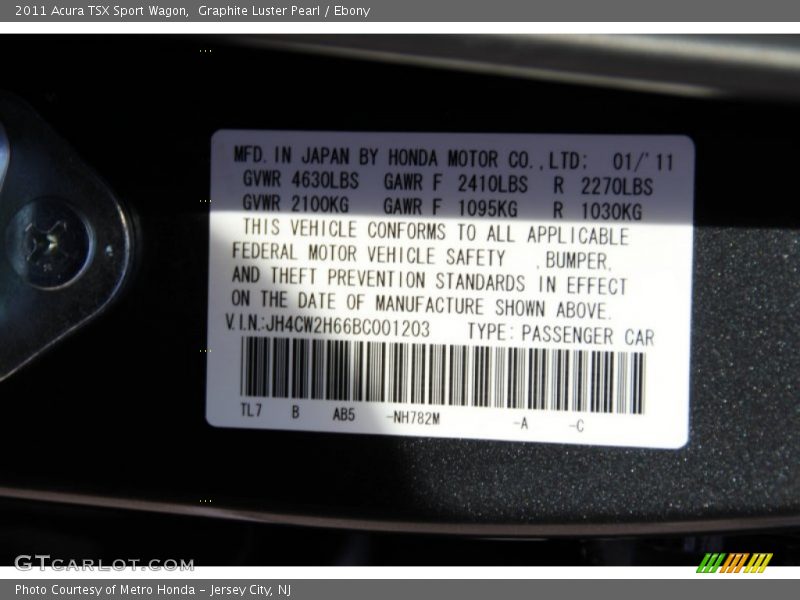 2011 Acura TSX Sport Wagon,  Graphite Luster Pearl / Ebony
MFD. IN JAPAN BY HONDA MOTOR CO.,LTD: 01/'11
GVWR 4630LBS GAWR F 2410LBS R 2270LBS
GVWR 2100KG GAWR F 1095KG R 1030KG
THIS VEHICLE CONFORMS TO ALL APPLICABLE
FEDERAL MOTOR VEHICLE SAFETY ,BUMPER,
AND THEFT PREVENTION STANDARDS IN EFFECT
ON THE DATE OF MANUFACTURE SHOWN ABOVE.
V.I.N.:JH4CW2H66BC001203 TYPE: PASSENGER CAR
TL7 B AB5 -NH782M -A -C
GTCARLOT.COM
Photo Courtesy of Metro Honda – Jersey City, NJ